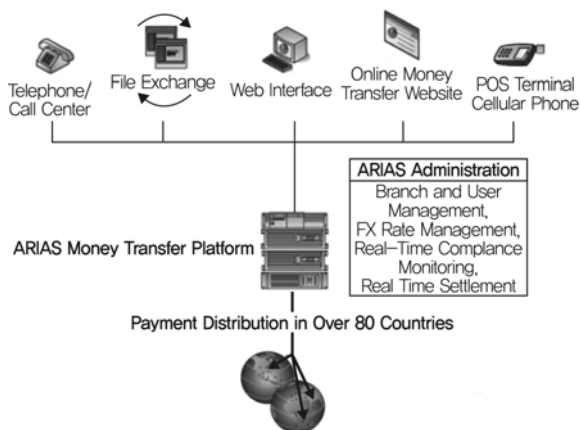 Telephone/
Call Center
File Exchange
Web Interface
Online Money
Transfer Website
POS Terminal
Cellular Phone
ARIAS Administration
Branch and User
Management,
FX Rate Management,
Real-Time Compliance
Monitoring,
Real Time Settlement
ARIAS Money Transfer Platform
Payment Distribution in Over 80 Countries